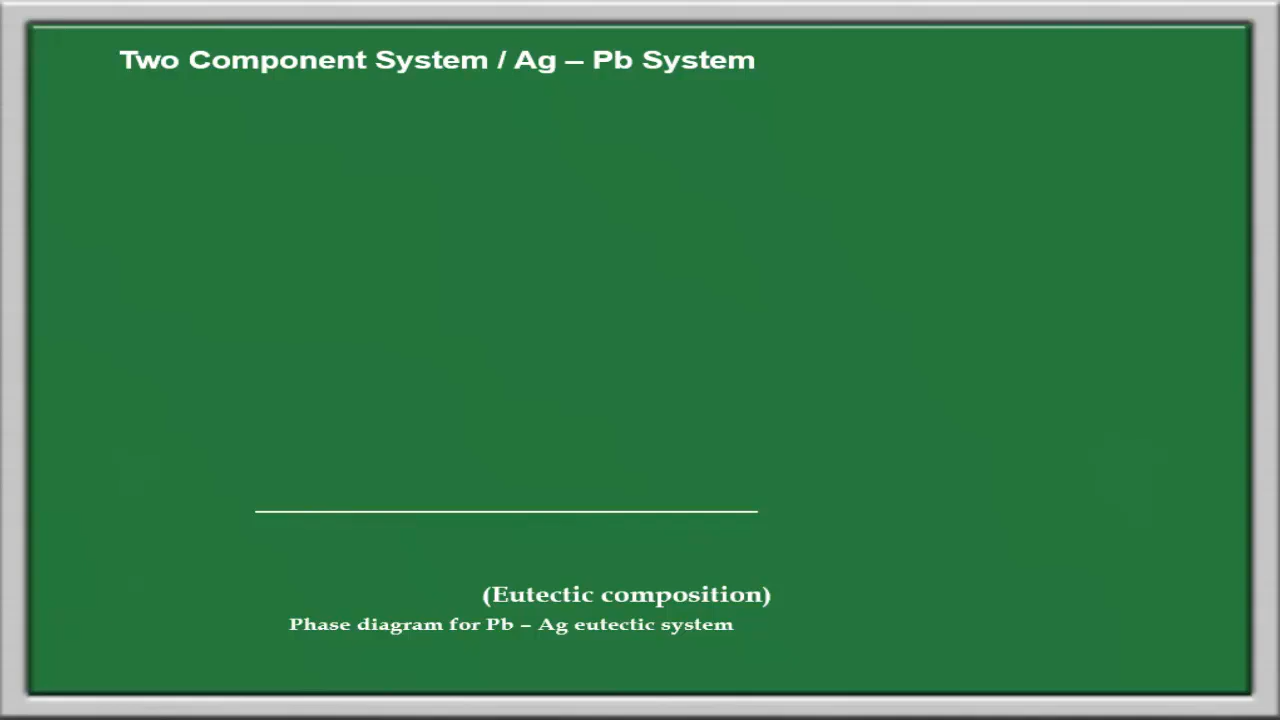 Two Component System / Ag – Pb System
(Eutectic composition)
Phase diagram for Pb – Ag eutectic system